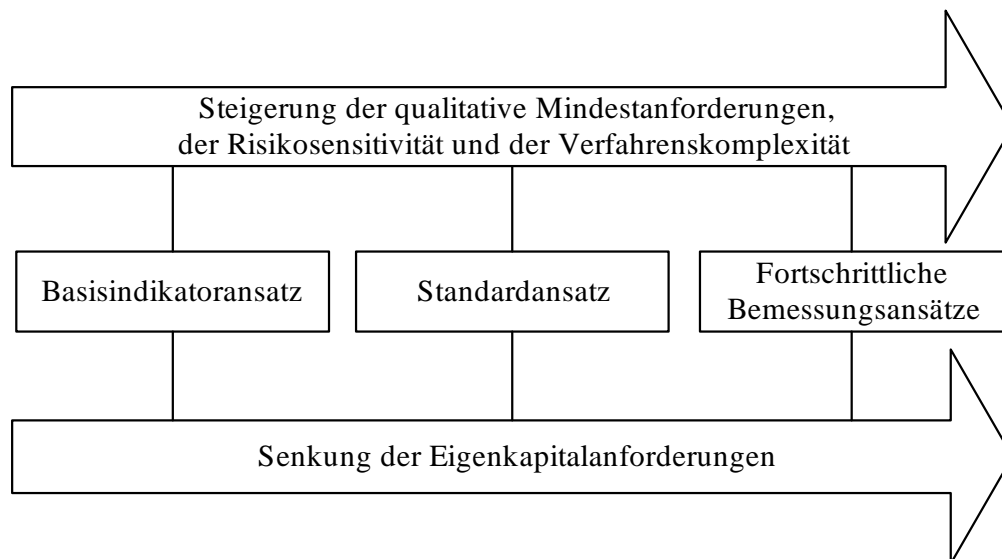 Steigerung der qualitative Mindestanforderungen,
der Risikosensitivität und der Verfahrenskomplexität
Basisindikatoransatz
Standardansatz
Fortschrittliche
Bemessungsansätze
Senkung der Eigenkapitalanforderungen